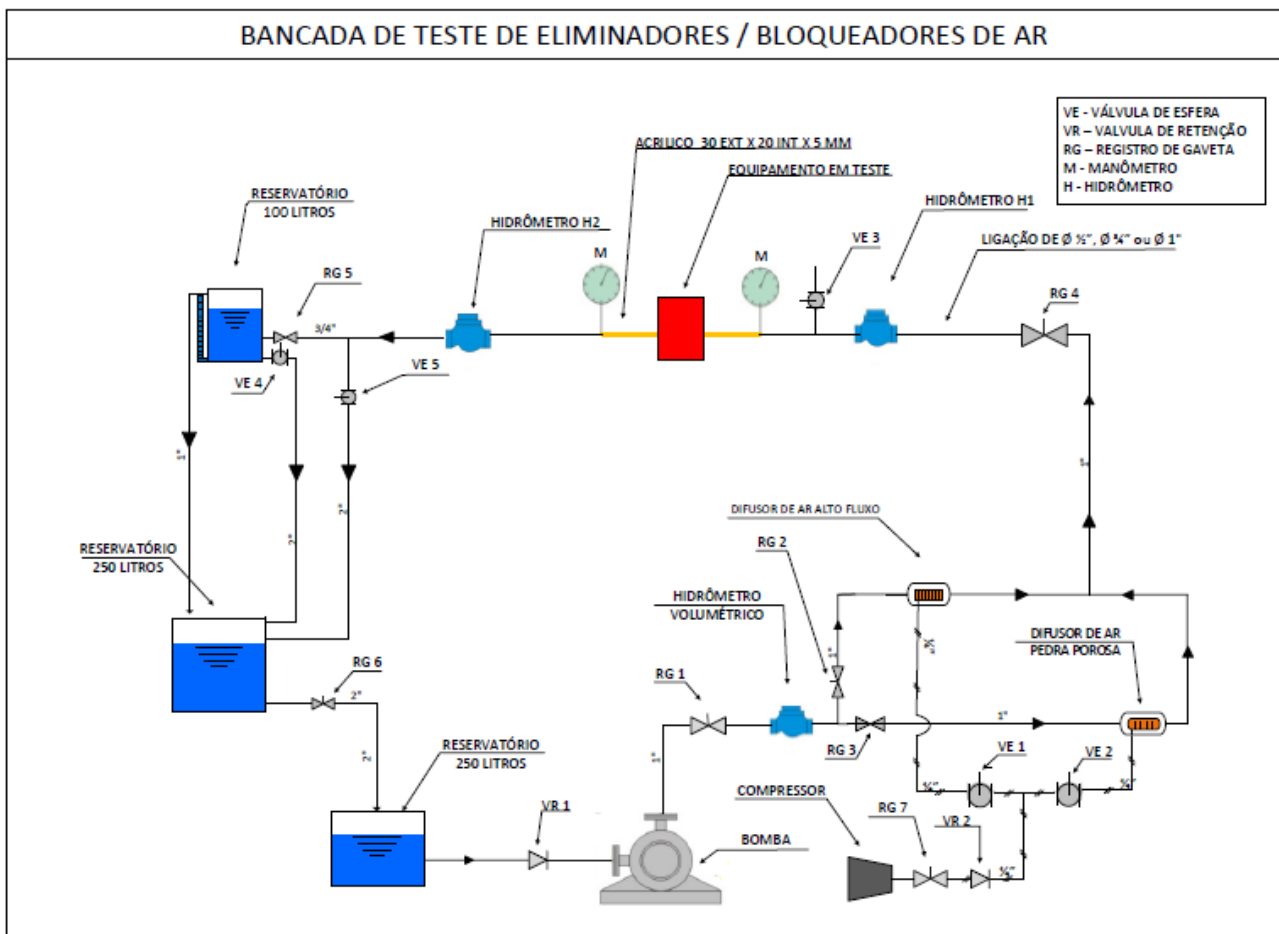 BANCADA DE TESTE DE ELIMINADORES / BLOQUEADORES DE AR
VE - VÁLVULA DE ESFERA
VR – VALVULA DE RETENÇÃO
RG – REGISTRO DE GAVETA
M - MANÔMETRO
H - HIDRÔMETRO
ACRILICO 30 EXT X 20 INT X 5 MM
EQUIPAMENTO EM TESTE
RESERVATÓRIO
100 LITROS
HIDRÔMETRO H2
HIDRÔMETRO H1
VE 3
LIGAÇÃO DE Ø ½", Ø ¾" ou Ø 1"
M
M
RG 5
RG 4
3/4"
VE 4
VE 5
1"
2"
2"
1"
DIFUSOR DE AR ALTO FLUXO
RG 2
RESERVATÓRIO
250 LITROS
HIDRÔMETRO
VOLUMÉTRICO
DIFUSOR DE AR
PEDRA POROSA
1"
RG 1
RG 6
2"
1"
RG 3
2"
RESERVATÓRIO
250 LITROS
1"
VE 1
VE 2
COMPRESSOR
RG 7
VR 2
VR 1
BOMBA